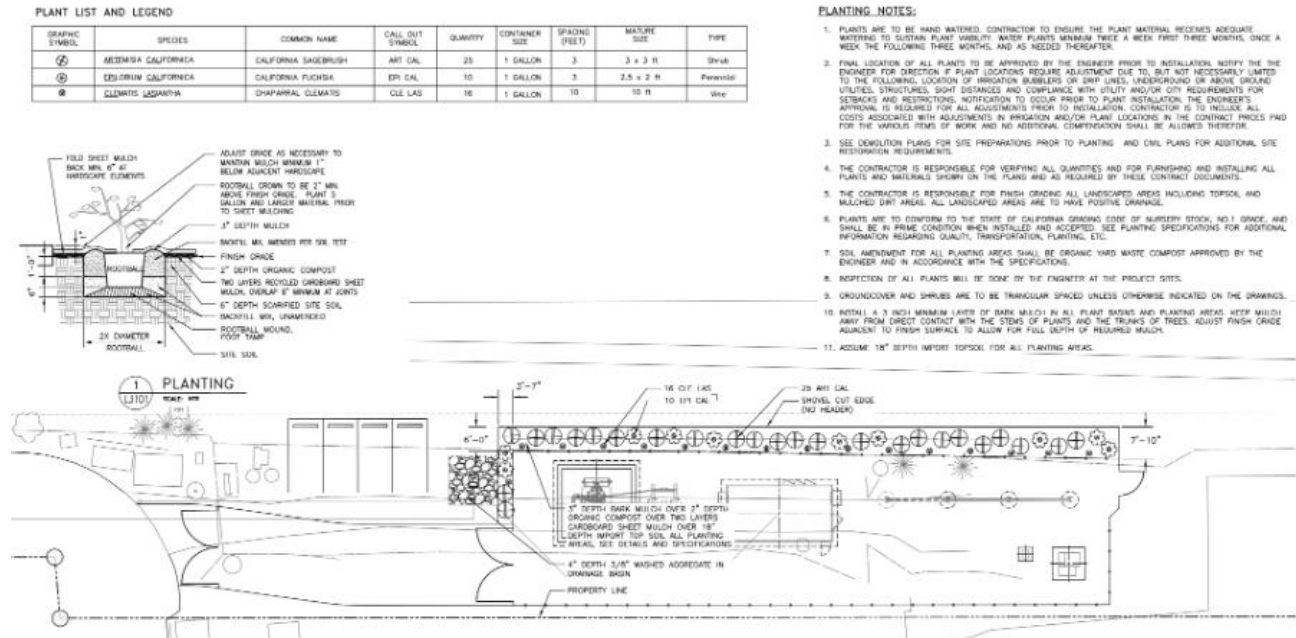 PLANT LIST AND LEGEND
GRAPHIC SYMBOL SPECIES COMMON NAME CALL OUT SYMBOL QUANTITY CONTAINER SIZE SPACING (FEET) MATURE SIZE TYPE
ARTEMISIA CALIFORNICA CALIFORNIA SAGEBRUSH ART CAL 25 1 GALLON 3 3 x 3 ft Shrub
EPILOBIUM CALIFORNICA CALIFORNIA FUCHSIA EPI CAL 10 1 GALLON 3 2.5 x 2 ft Perennial
CLEMATIS LASIANTHA CHAPARRAL CLEMATIS CLE LAS 16 1 GALLON 10 10 ft Vine
FOLD SHEET MULCH
BACK MIN. 6" AT
HARDSCAPE ELEMENTS
ADJUST GRADE AS NECESSARY TO
MAINTAIN MULCH MINIMUM 1"
BELOW ADJACENT HARDSCAPE
ROOTBALL CROWN TO BE 2" MIN.
ABOVE FINISH GRADE. PLANT 5
GALLON AND LARGER MATERIAL PRIOR
TO SHEET MULCHING
3" DEPTH MULCH
BACKFILL MIX, AMENDED PER SOIL TEST
FINISH GRADE
2" DEPTH ORGANIC COMPOST
TWO LAYERS RECYCLED CARDBOARD SHEET
MULCH, OVERLAP 6" MINIMUM AT JOINTS
6" DEPTH SCARIFIED SITE SOIL
BACKFILL MIX, UNAMENDED
ROOTBALL MOUND,
FOOT TAMP
SITE SOIL
1"
1'-0"
6"
ROOTBALL
2X DIAMETER
ROOTBALL
1
L3101
PLANTING
SCALE: NTS
PLANTING NOTES:
1. PLANTS ARE TO BE HAND WATERED, CONTRACTOR TO ENSURE THE PLANT MATERIAL RECEIVES ADEQUATE
WATERING TO SUSTAIN PLANT VIABILITY. WATER PLANTS MINIMUM TWICE A WEEK FIRST THREE MONTHS, ONCE A
WEEK THE FOLLOWING THREE MONTHS, AND AS NEEDED THEREAFTER.
2. FINAL LOCATION OF ALL PLANTS TO BE APPROVED BY THE ENGINEER PRIOR TO INSTALLATION. NOTIFY THE THE
ENGINEER FOR DIRECTION IF PLANT LOCATIONS REQUIRE ADJUSTMENT DUE TO, BUT NOT NECESSARILY LIMITED
TO THE FOLLOWING, LOCATION OF IRRIGATION BUBBLERS OR DRIP LINES, UNDERGROUND OR ABOVE GROUND
UTILITIES, STRUCTURES, SIGHT DISTANCES AND COMPLIANCE WITH UTILITY AND/OR CITY REQUIREMENTS FOR
SETBACKS AND RESTRICTIONS. NOTIFICATION TO OCCUR PRIOR TO PLANT INSTALLATION. THE ENGINEER'S
APPROVAL IS REQUIRED FOR ALL ADJUSTMENTS PRIOR TO INSTALLATION. CONTRACTOR IS TO INCLUDE ALL
COSTS ASSOCIATED WITH ADJUSTMENTS IN IRRIGATION AND/OR PLANT LOCATIONS IN THE CONTRACT PRICES PAID
FOR THE VARIOUS ITEMS OF WORK AND NO ADDITIONAL COMPENSATION SHALL BE ALLOWED THEREFOR.
3. SEE DEMOLITION PLANS FOR SITE PREPARATIONS PRIOR TO PLANTING AND CIVIL PLANS FOR ADDITIONAL SITE
RESTORATION REQUIREMENTS.
4. THE CONTRACTOR IS RESPONSIBLE FOR VERIFYING ALL QUANTITIES AND FOR FURNISHING AND INSTALLING ALL
PLANTS AND MATERIALS SHOWN ON THE PLANS AND AS REQUIRED BY THESE CONTRACT DOCUMENTS.
5. THE CONTRACTOR IS RESPONSIBLE FOR FINISH GRADING ALL LANDSCAPED AREAS INCLUDING TOPSOIL AND
MULCHED DIRT AREAS. ALL LANDSCAPED AREAS ARE TO HAVE POSITIVE DRAINAGE.
6. PLANTS ARE TO CONFORM TO THE STATE OF CALIFORNIA GRADING CODE OF NURSERY STOCK, NO.1 GRADE, AND
SHALL BE IN PRIME CONDITION WHEN INSTALLED AND ACCEPTED. SEE PLANTING SPECIFICATIONS FOR ADDITIONAL
INFORMATION REGARDING QUALITY, TRANSPORTATION, PLANTING, ETC.
7. SOIL AMENDMENT FOR ALL PLANTING AREAS SHALL BE ORGANIC YARD WASTE COMPOST APPROVED BY THE
ENGINEER AND IN ACCORDANCE WITH THE SPECIFICATIONS.
8. INSPECTION OF ALL PLANTS WILL BE DONE BY THE ENGINEER AT THE PROJECT SITES.
9. GROUNDCOVER AND SHRUBS ARE TO BE TRIANGULAR SPACED UNLESS OTHERWISE INDICATED ON THE DRAWINGS.
10. INSTALL A 3 INCH MINIMUM LAYER OF BARK MULCH IN ALL PLANT BASINS AND PLANTING AREAS. KEEP MULCH
AWAY FROM DIRECT CONTACT WITH THE STEMS OF PLANTS AND THE TRUNKS OF TREES. ADJUST FINISH GRADE
ADJACENT TO FINISH SURFACE TO ALLOW FOR FULL DEPTH OF REQUIRED MULCH.
11. ASSUME 18" DEPTH IMPORT TOPSOIL FOR ALL PLANTING AREAS.
3'-7"
16 CLE LAS
10 EPI CAL
25 ART CAL
SHOVEL CUT EDGE
(NO HEADER)
6'-0"
7'-10"
3" DEPTH BARK MULCH OVER 2" DEPTH
ORGANIC COMPOST OVER TWO LAYERS
CARDBOARD SHEET MULCH OVER 18"
DEPTH IMPORT TOP SOIL ALL PLANTING
AREAS, SEE DETAILS AND SPECIFICATIONS
4" DEPTH 3/8" WASHED AGGREGATE IN
DRAINAGE BASIN
PROPERTY LINE